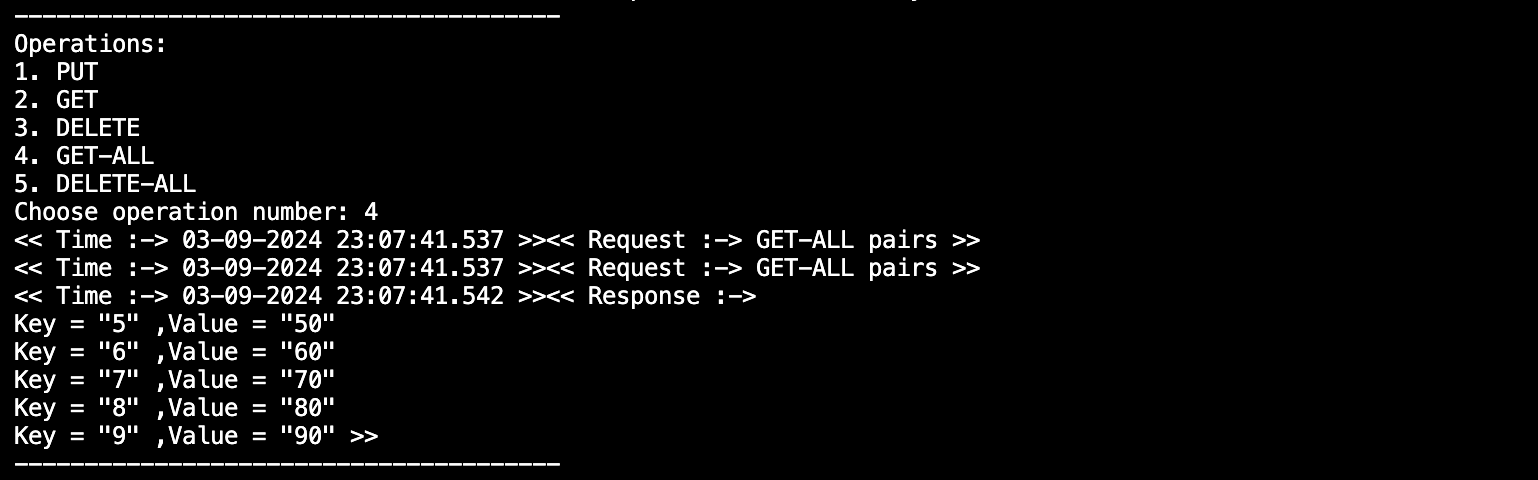 ---------------------------------------
Operations:
1. PUT
2. GET
3. DELETE
4. GET-ALL
5. DELETE-ALL
Choose operation number: 4
<< Time :-> 03-09-2024 23:07:41.537 >><< Request :-> GET-ALL pairs >>
<< Time :-> 03-09-2024 23:07:41.537 >><< Request :-> GET-ALL pairs >>
<< Time :-> 03-09-2024 23:07:41.542 >><< Response :->
Key = "5" ,Value = "50"
Key = "6" ,Value = "60"
Key = "7" ,Value = "70"
Key = "8" ,Value = "80"
Key = "9" ,Value = "90" >>
---------------------------------------